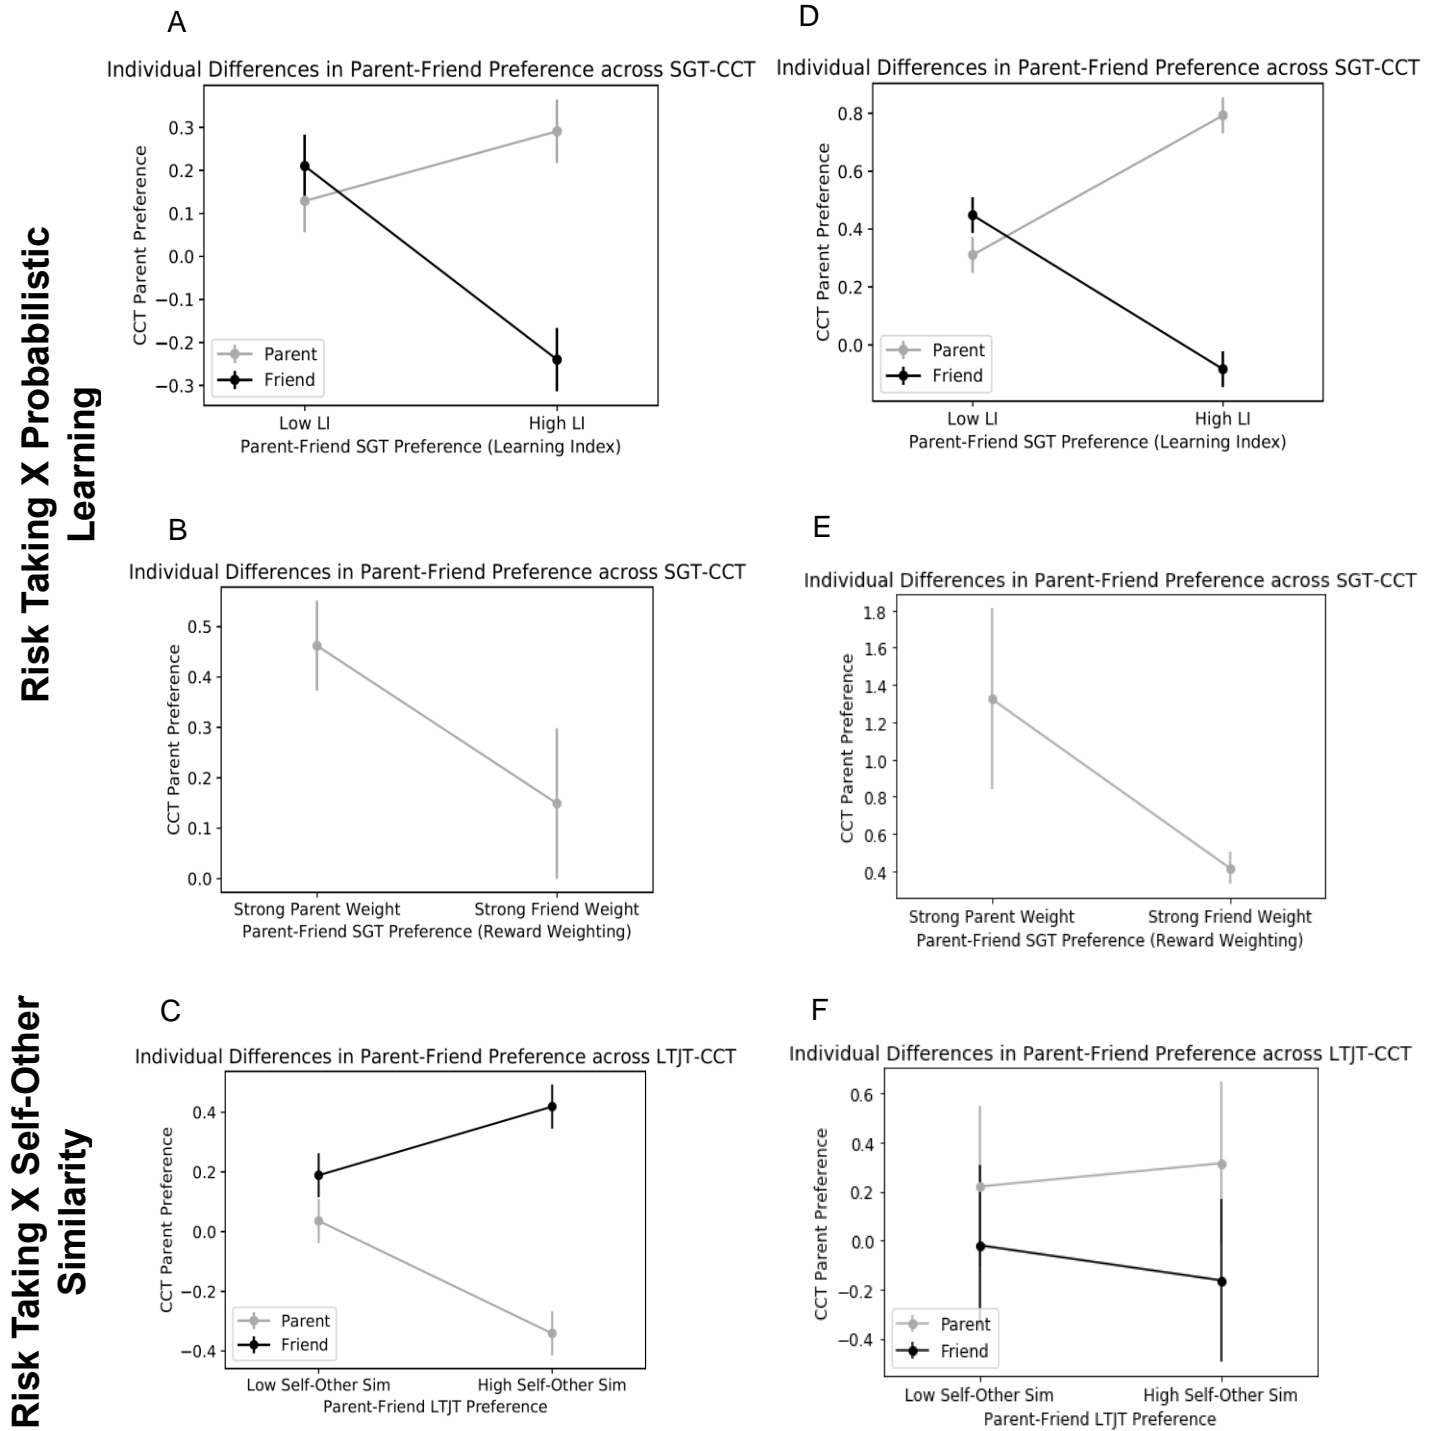 A
Individual Differences in Parent-Friend Preference across SGT-CCT
CCT Parent Preference
0.3
0.2
0.1
0.0
−0.1
−0.2
−0.3
Parent
Friend
Low LI
High LI
Parent-Friend SGT Preference (Learning Index)
D
Individual Differences in Parent-Friend Preference across SGT-CCT
CCT Parent Preference
0.8
0.6
0.4
0.2
0.0
Parent
Friend
Low LI
High LI
Parent-Friend SGT Preference (Learning Index)
Risk Taking X Probabilistic
Learning
B
Individual Differences in Parent-Friend Preference across SGT-CCT
CCT Parent Preference
0.5
0.4
0.3
0.2
0.1
0.0
Strong Parent Weight
Strong Friend Weight
Parent-Friend SGT Preference (Reward Weighting)
E
Individual Differences in Parent-Friend Preference across SGT-CCT
CCT Parent Preference
1.8
1.6
1.4
1.2
1.0
0.8
0.6
0.4
Strong Parent Weight
Strong Friend Weight
Parent-Friend SGT Preference (Reward Weighting)
Risk Taking X Self-Other
Similarity
C
Individual Differences in Parent-Friend Preference across LTJT-CCT
CCT Parent Preference
0.4
0.2
0.0
−0.2
−0.4
Parent
Friend
Low Self-Other Sim
High Self-Other Sim
Parent-Friend LTJT Preference
F
Individual Differences in Parent-Friend Preference across LTJT-CCT
CCT Parent Preference
0.6
0.4
0.2
0.0
−0.2
−0.4
Parent
Friend
Low Self-Other Sim
High Self-Other Sim
Parent-Friend LTJT Preference